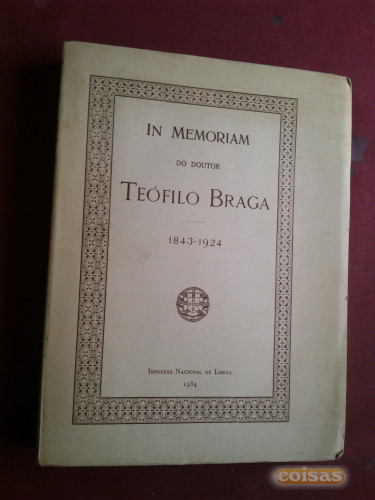 IN MEMORIAM
DO DOUTOR
TEÓFILO BRAGA
1843-1924
IMPRENSA NACIONAL DE LISBOA
1934
coisas